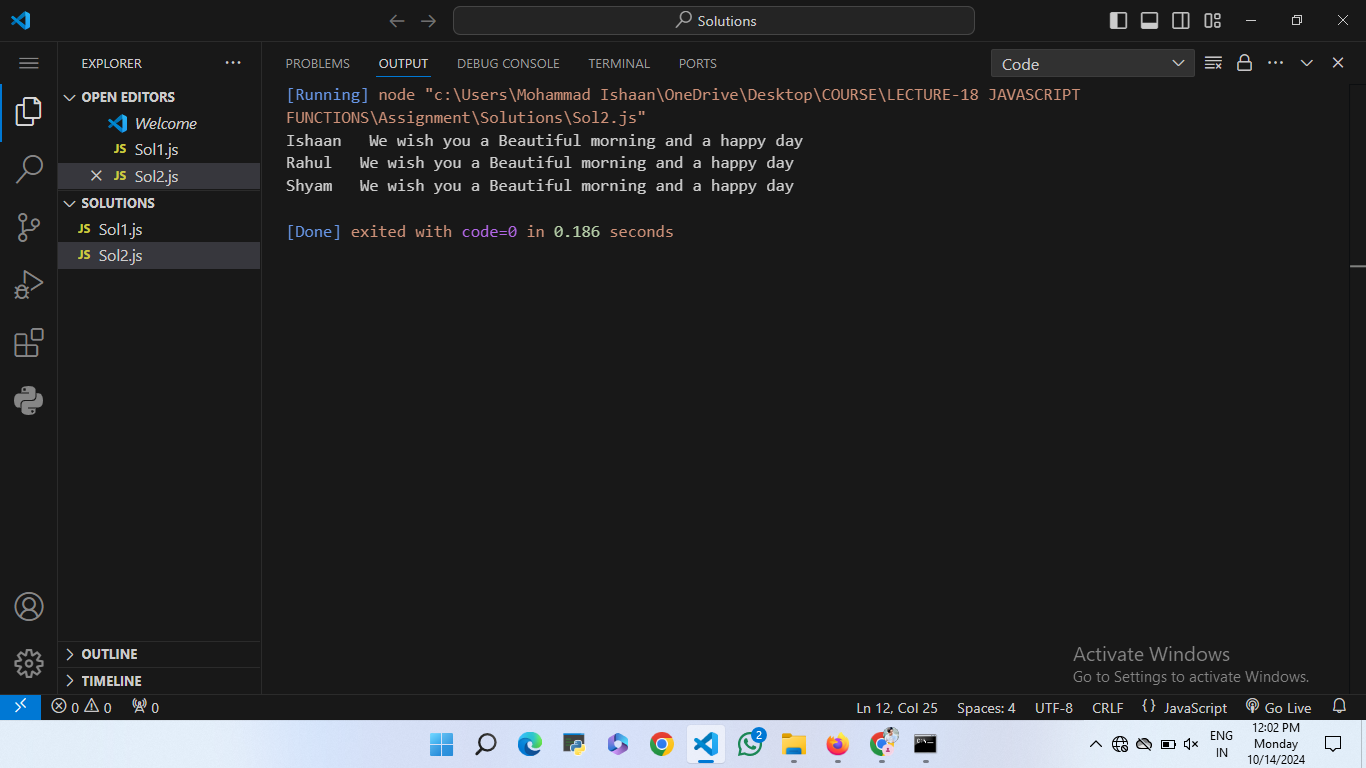 Solutions
EXPLORER
PROBLEMS OUTPUT DEBUG CONSOLE TERMINAL PORTS
Code
OPEN EDITORS
Welcome
JS Sol1.js
JS Sol2.js
SOLUTIONS
JS Sol1.js
JS Sol2.js
[Running] node "c:\Users\Mohammad Ishaan\OneDrive\Desktop\COURSE\LECTURE-18 JAVASCRIPT
FUNCTIONS\Assignment\Solutions\Sol2.js"
Ishaan   We wish you a Beautiful morning and a happy day
Rahul   We wish you a Beautiful morning and a happy day
Shyam   We wish you a Beautiful morning and a happy day
[Done] exited with code=0 in 0.186 seconds
OUTLINE
TIMELINE
Activate Windows
Go to Settings to activate Windows.
0 0 0
Ln 12, Col 25 Spaces: 4 UTF-8 CRLF {} JavaScript Go Live
2
ENG
IN
12:02 PM
Monday
10/14/2024